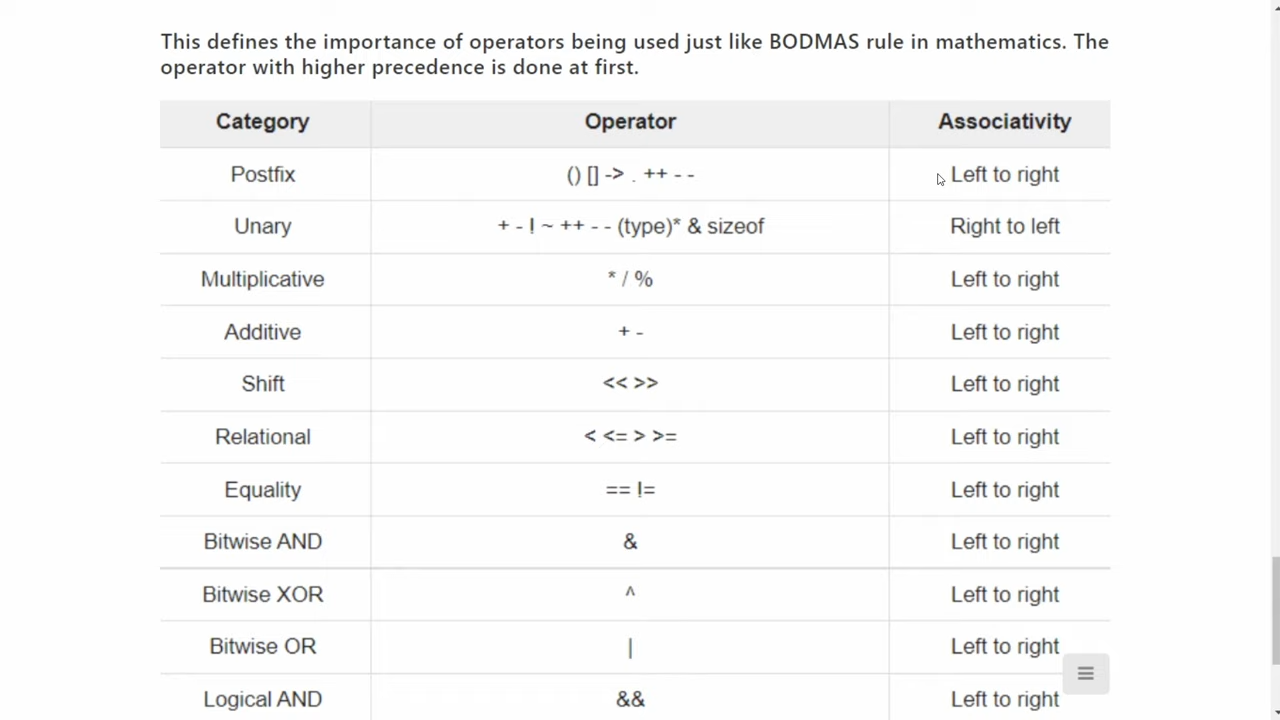 This defines the importance of operators being used just like BODMAS rule in mathematics. The
operator with higher precedence is done at first.
Category Operator Associativity
Postfix () [] -> . ++ - - Left to right
Unary + - ! ~ ++ - - (type)* & sizeof Right to left
Multiplicative * / % Left to right
Additive + - Left to right
Shift << >> Left to right
Relational < <= > >= Left to right
Equality == != Left to right
Bitwise AND & Left to right
Bitwise XOR ^ Left to right
Bitwise OR | Left to right
Logical AND && Left to right